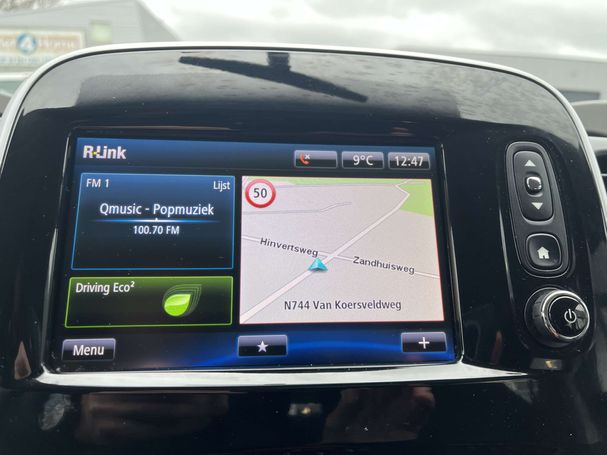 R-Link
9°C
12:47
FM 1
Lijst
Qmusic - Popmuziek
100.70 FM
50
Hinvertsweg
Zandhuisweg
N744 Van Koersveldweg
Driving Eco²
Menu